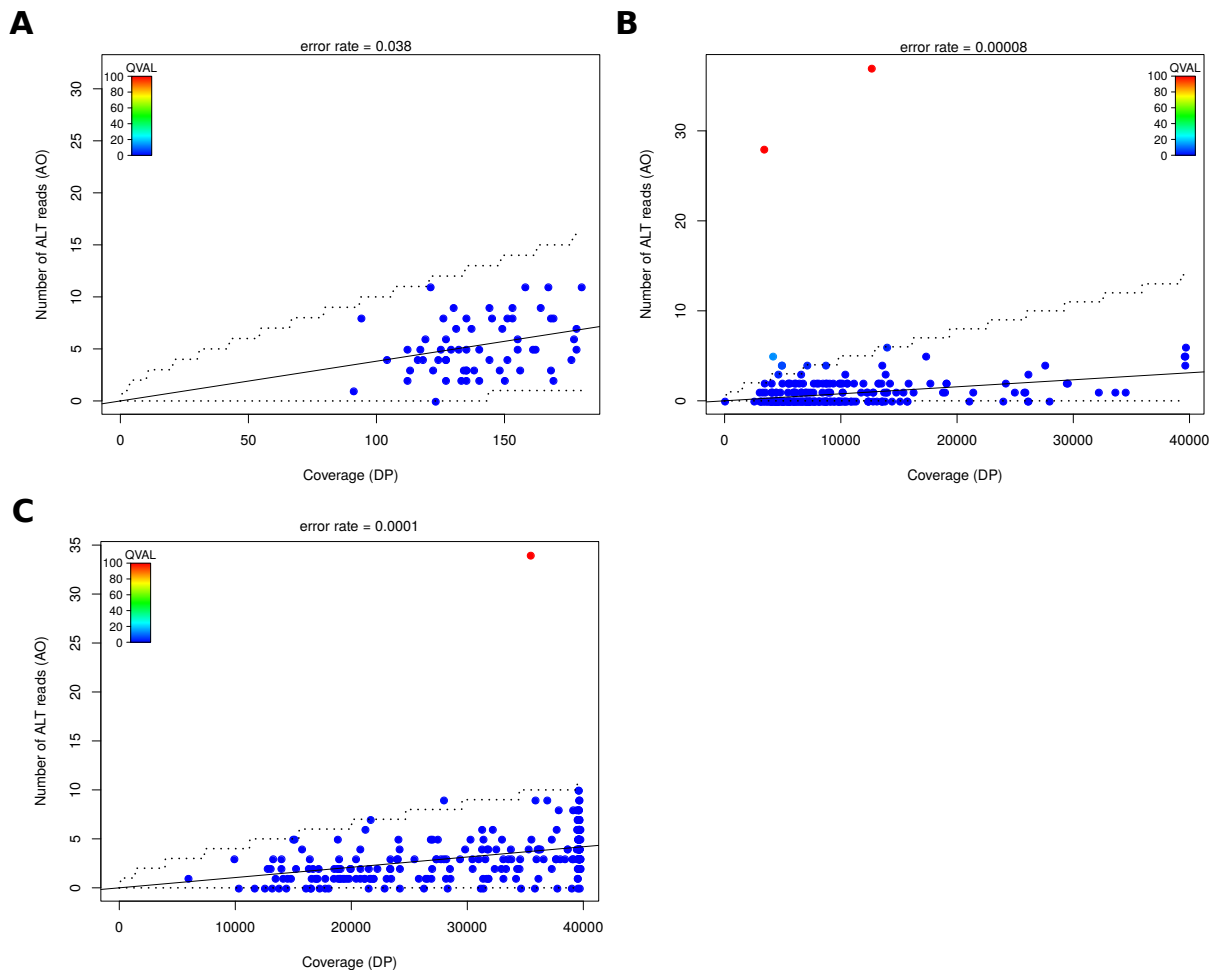 A
error rate = 0.038
QVAL
100
80
60
40
20
0
30
25
20
15
10
5
0
Number of ALT reads (AO)
0 50 100 150
Coverage (DP)
B
error rate = 0.00008
QVAL
100
80
60
40
20
0
30
20
10
0
Number of ALT reads (AO)
0 10000 20000 30000 40000
Coverage (DP)
C
error rate = 0.0001
QVAL
100
80
60
40
20
0
35
30
25
20
15
10
5
0
Number of ALT reads (AO)
0 10000 20000 30000 40000
Coverage (DP)